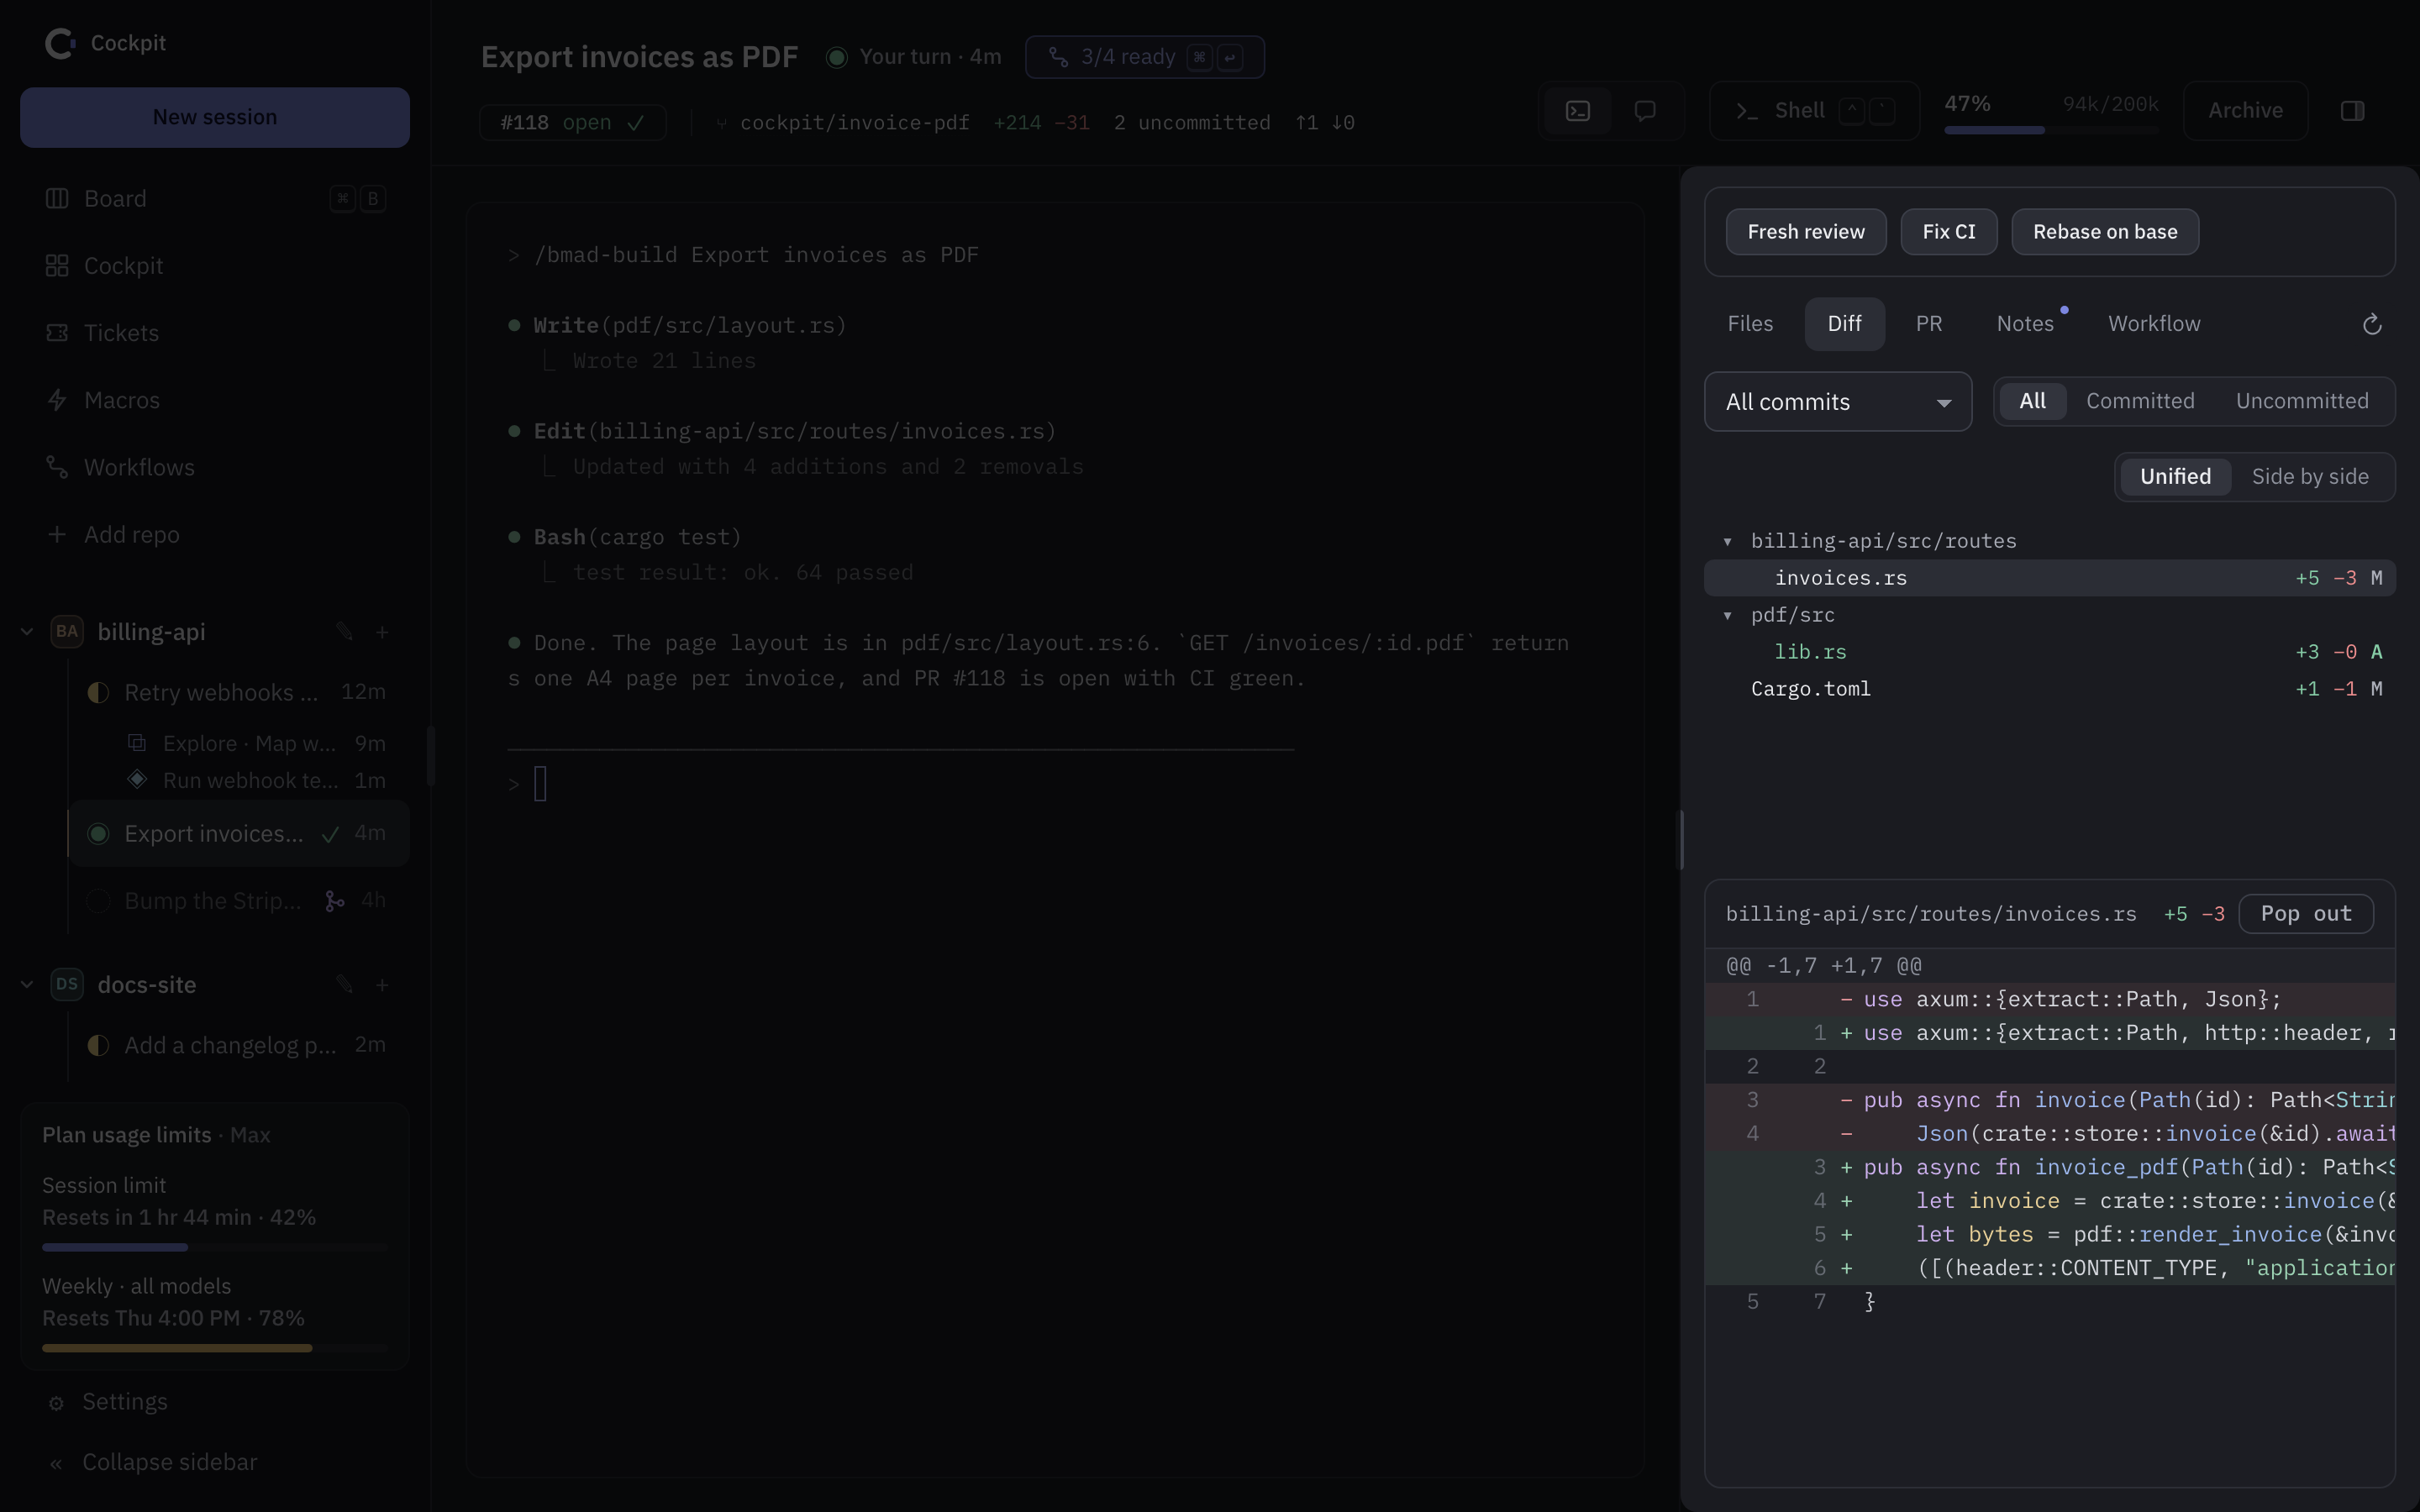 Cockpit
New session
Board ⌘ B
Cockpit
Tickets
Macros
Workflows
Add repo
BA billing-api
Retry webhooks ... 12m
Explore · Map w... 9m
Run webhook te... 1m
Export invoices... 4m
Bump the Strip... 4h
DS docs-site
Add a changelog p... 2m
Plan usage limits · Max
Session limit
Resets in 1 hr 44 min · 42%
Weekly · all models
Resets Thu 4:00 PM · 78%
Settings
« Collapse sidebar
Export invoices as PDF Your turn · 4m 3/4 ready ⌘ ↩
#118 open ✓ cockpit/invoice-pdf +214 −31 2 uncommitted ↑1 ↓0
Shell ^ '
47% 94k/200k
Archive
> /bmad-build Export invoices as PDF
Write(pdf/src/layout.rs)
Wrote 21 lines
Edit(billing-api/src/routes/invoices.rs)
Updated with 4 additions and 2 removals
Bash(cargo test)
test result: ok. 64 passed
Done. The page layout is in pdf/src/layout.rs:6. `GET /invoices/:id.pdf` return
s one A4 page per invoice, and PR #118 is open with CI green.
>
Fresh review Fix CI Rebase on base
Files Diff PR Notes Workflow
All commits All Committed Uncommitted
Unified Side by side
billing-api/src/routes
invoices.rs +5 −3 M
pdf/src
lib.rs +3 −0 A
Cargo.toml +1 −1 M
billing-api/src/routes/invoices.rs +5 −3 Pop out
@@ -1,7 +1,7 @@
1 − use axum::{extract::Path, Json};
1 + use axum::{extract::Path, http::header, r
2 2
3 − pub async fn invoice(Path(id): Path<Strin
4 − Json(crate::store::invoice(&id).await
3 + pub async fn invoice_pdf(Path(id): Path<S
4 + let invoice = crate::store::invoice(&
5 + let bytes = pdf::render_invoice(&invo
6 + ([(header::CONTENT_TYPE, "application
5 7 }